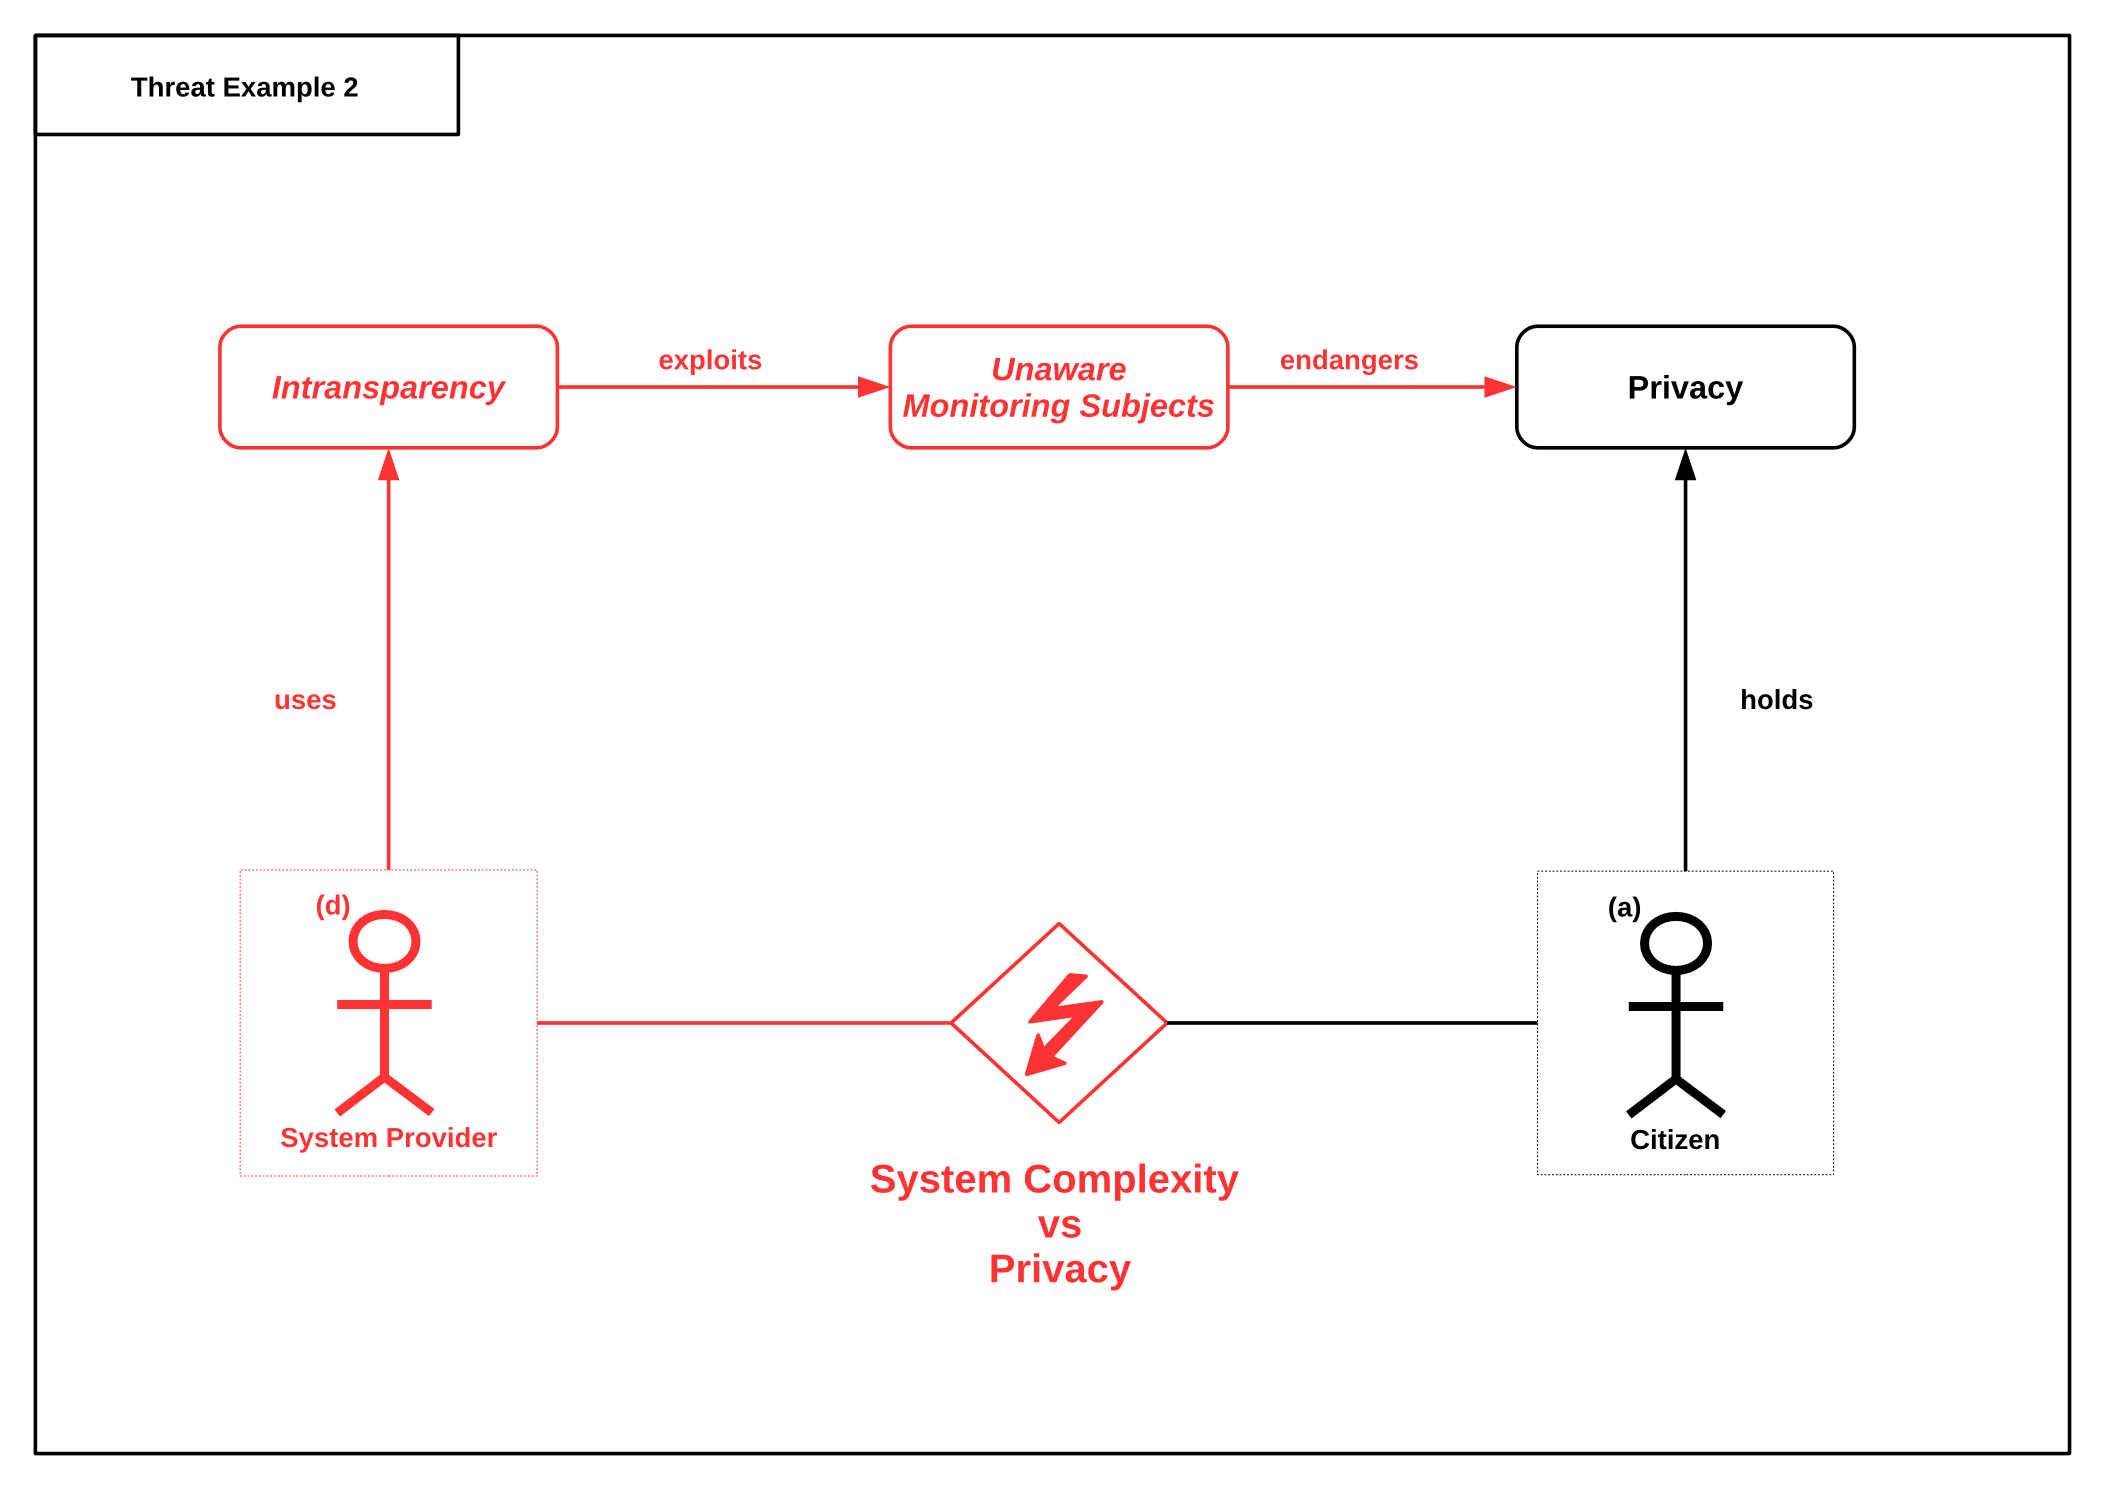 Threat Example 2
Intransparency
exploits
Unaware
Monitoring Subjects
endangers
Privacy
uses
holds
(d)
System Provider
(a)
Citizen
System Complexity
vs
Privacy